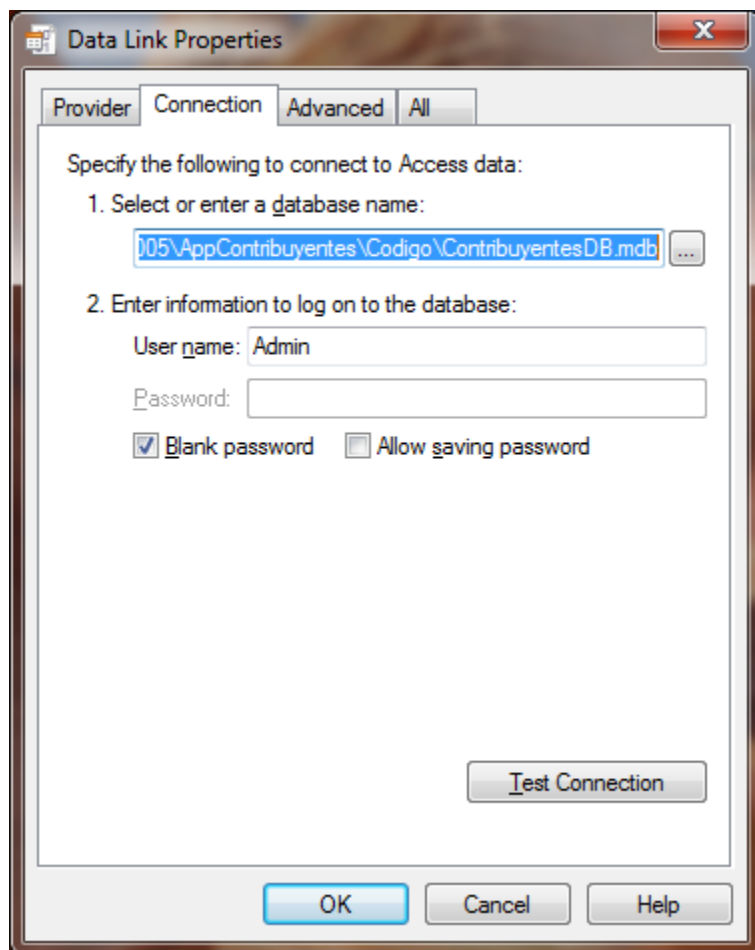 Data Link Properties
Provider Connection Advanced All
Specify the following to connect to Access data:
1. Select or enter a database name:
005\AppContribuyentes\Codigo\ContribuyentesDB.mdb ...
2. Enter information to log on to the database:
User name: Admin
Password:
Blank password Allow saving password
Test Connection
OK Cancel Help